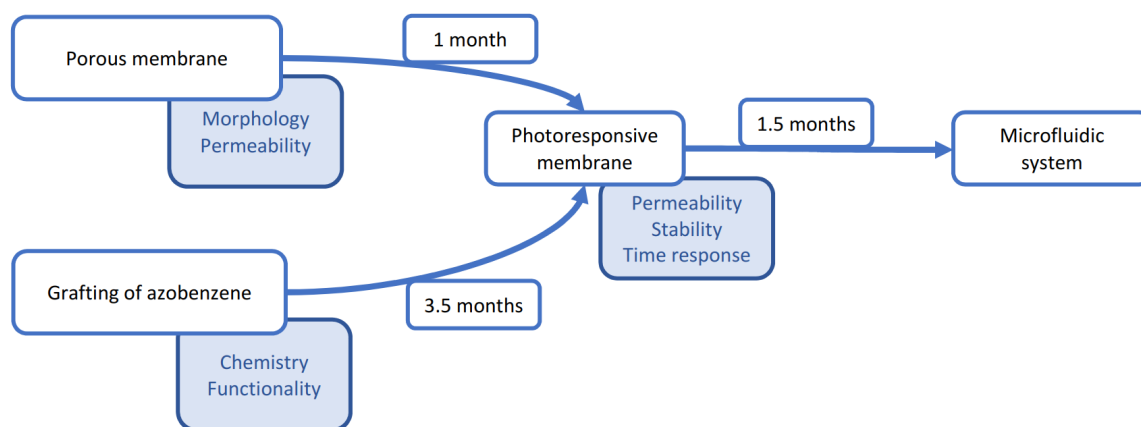 Porous membrane
Morphology
Permeability
1 month
Photoresponsive
membrane
Permeability
Stability
Time response
1.5 months
Microfluidic
system
Grafting of azobenzene
Chemistry
Functionality
3.5 months